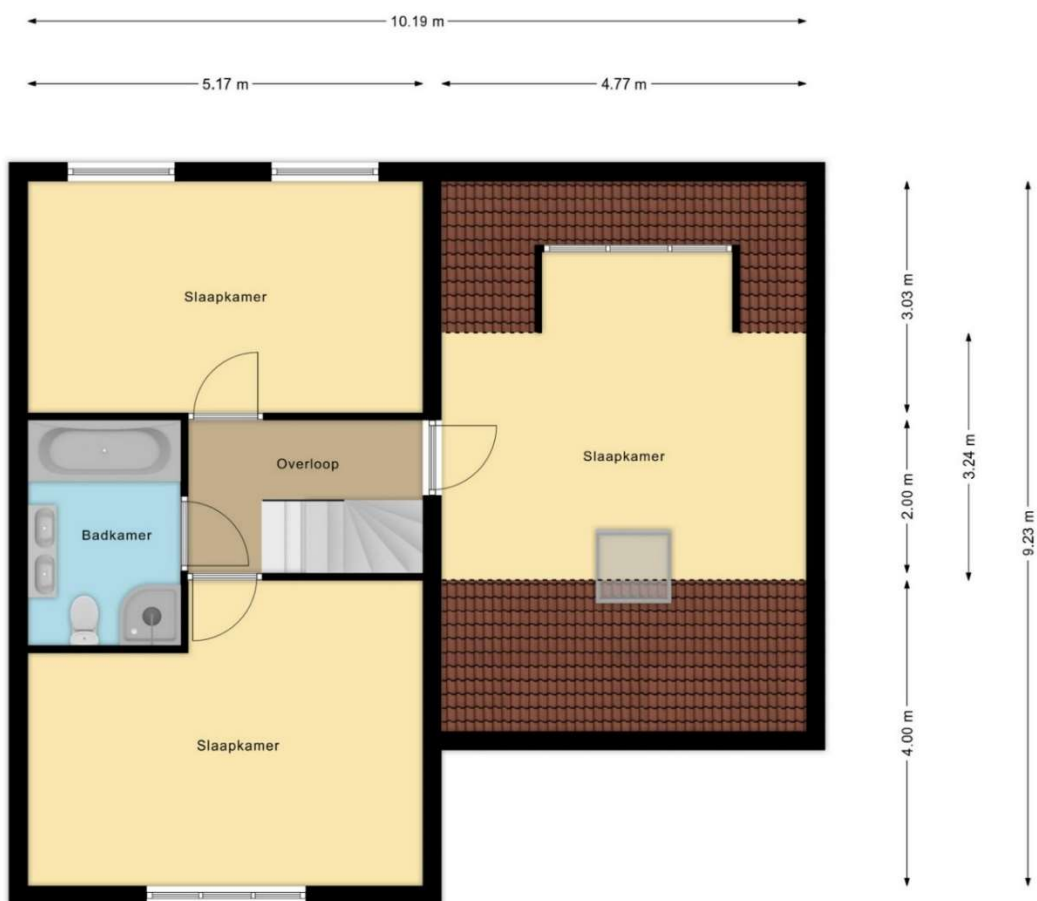 10.19 m
5.17 m
4.77 m
Slaapkamer
3.03 m
Overloop
Slaapkamer
3.24 m
2.00 m
9.23 m
Badkamer
Slaapkamer
4.00 m